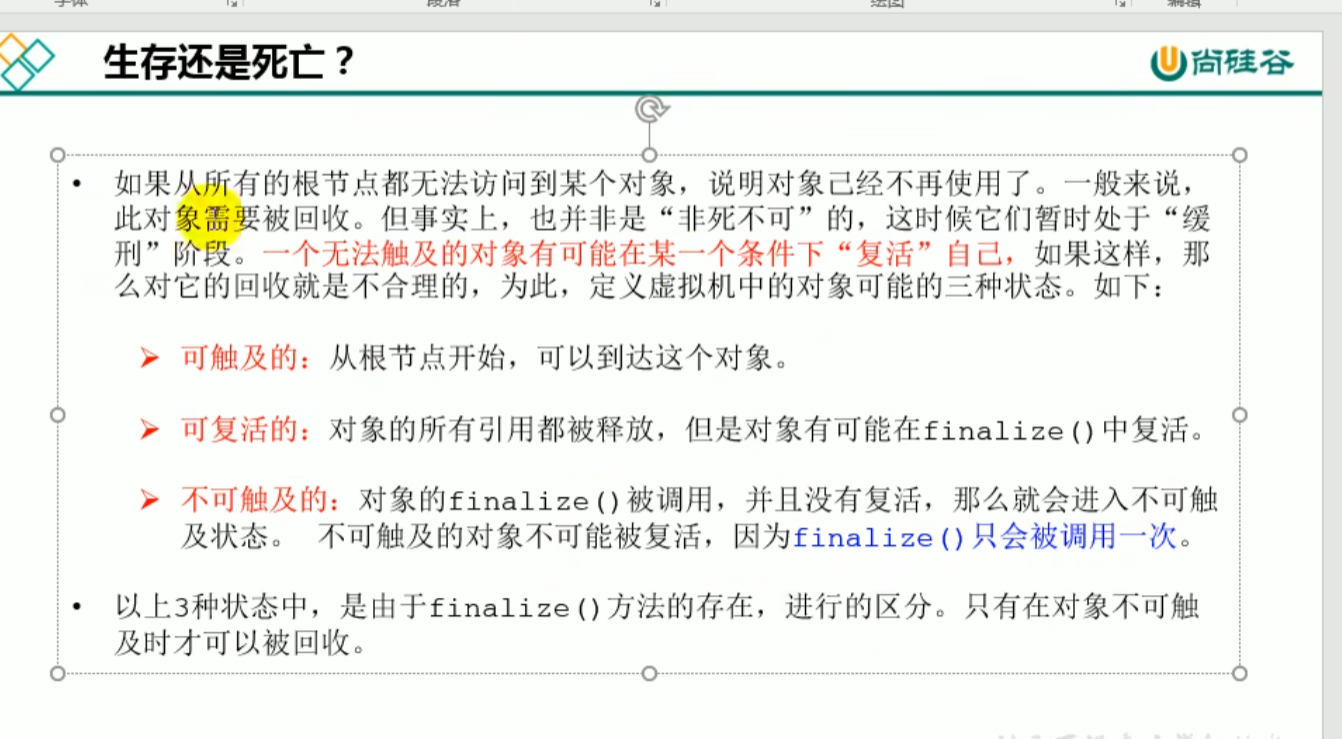 字体
段落
绘图
编辑
生存还是死亡？
尚硅谷
• 如果从所有的根节点都无法访问到某个对象，说明对象己经不再使用了。一般来说，
此对象需要被回收。但事实上，也并非是“非死不可”的，这时候它们暂时处于“缓
刑”阶段。一个无法触及的对象有可能在某一个条件下“复活”自己，如果这样，那
么对它的回收就是不合理的，为此，定义虚拟机中的对象可能的三种状态。如下：
➢ 可触及的：从根节点开始，可以到达这个对象。
➢ 可复活的：对象的所有引用都被释放，但是对象有可能在finalize()中复活。
➢ 不可触及的：对象的finalize()被调用，并且没有复活，那么就会进入不可触
及状态。 不可触及的对象不可能被复活，因为finalize()只会被调用一次。
• 以上3种状态中，是由于finalize()方法的存在，进行的区分。只有在对象不可触
及时才可以被回收。